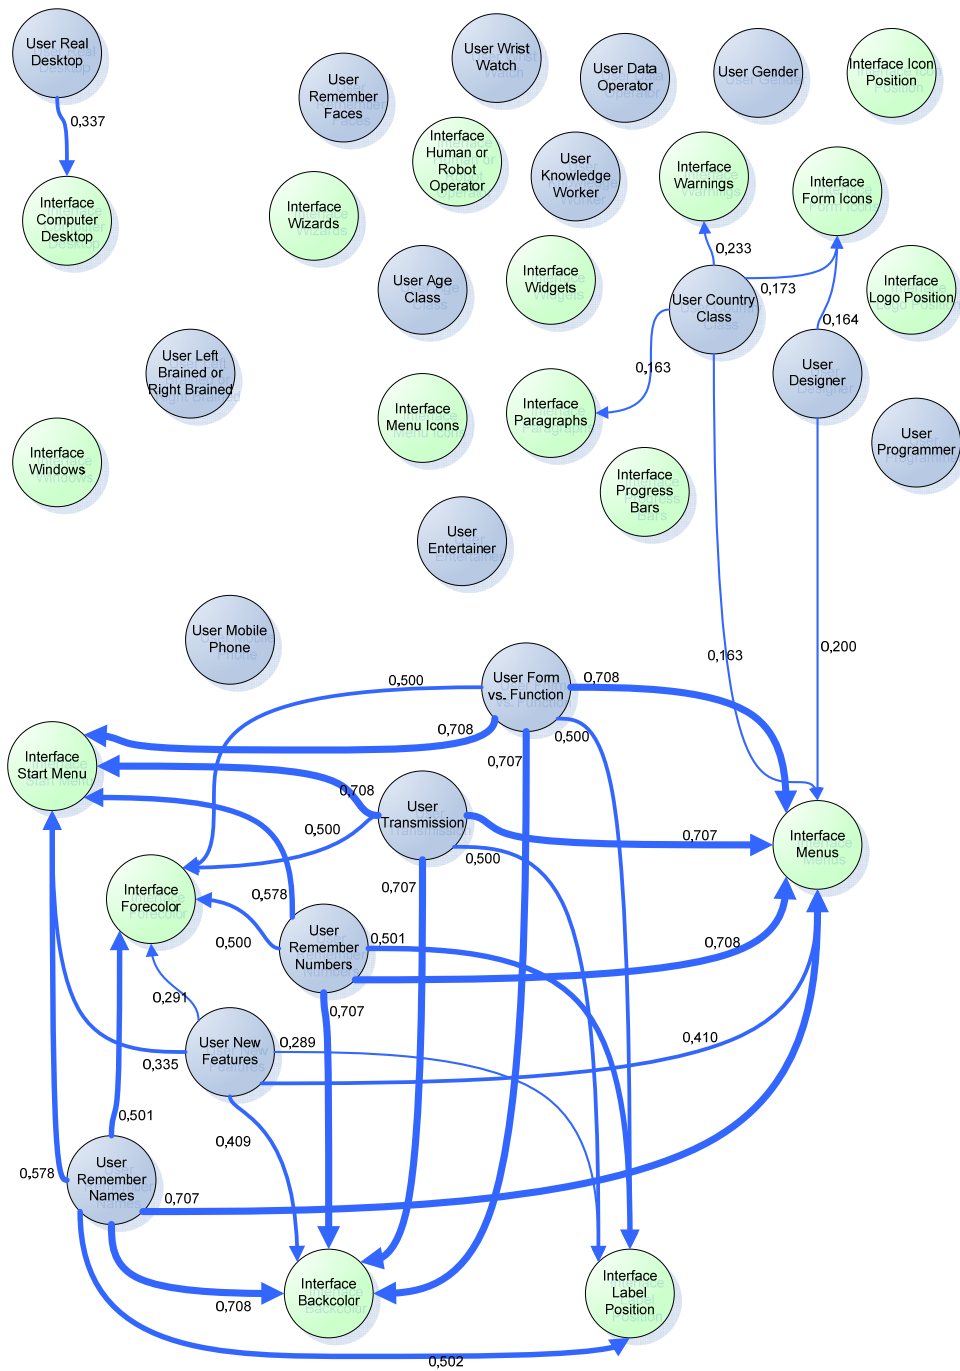 User Real
Desktop
User
Remember
Faces
User Wrist
Watch
User Data
Operator
User Gender
Interface Icon
Position
0,337
Interface
Human or
Robot
Operator
User
Knowledge
Worker
Interface
Warnings
Interface
Form Icons
Interface
Computer
Desktop
Interface
Wizards
0,233
User Age
Class
Interface
Widgets
0,173
User Country
Class
Interface
Logo Position
0,164
User Left
Brained or
Right Brained
0,163
User
Designer
Interface
Menu Icons
Interface
Paragraphs
User
Programmer
Interface
Windows
Interface
Progress
Bars
User
Entertainer
User Mobile
Phone
0,163
0,200
0,500
User Form
vs. Function
0,708
0,708
0,500
0,707
Interface
Start Menu
0,708
User
Transmission
0,500
0,707
0,500
Interface
Menus
0,707
Interface
Forecolor
0,578
0,500
User
Remember
Numbers
0,501
0,708
0,291
0,707
User New
Features
0,289
0,410
0,335
0,501
0,409
User
Remember
Names
0,578
0,707
Interface
Backcolor
0,708
Interface
Label
Position
0,502